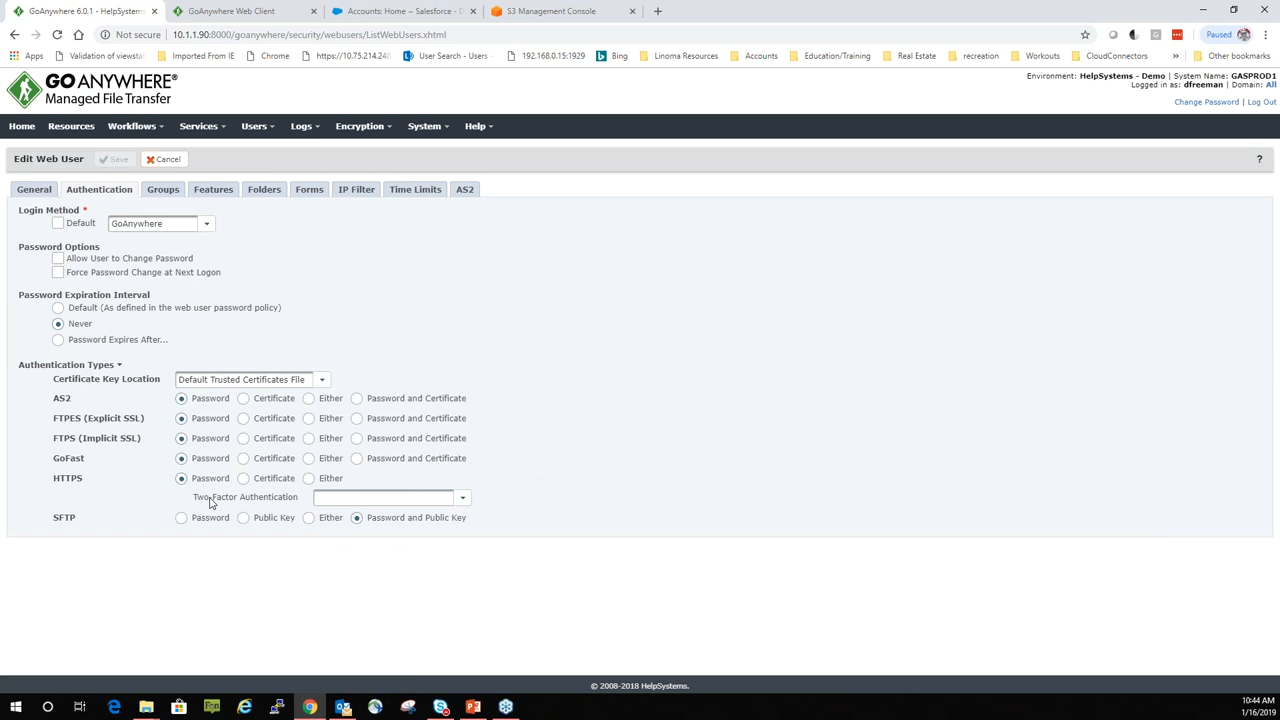 GoAnywhere 6.0.1 - HelpSystems
GoAnywhere Web Client
Accounts: Home ~ Salesforce - D
S3 Management Console
Not secure
10.1.1.90:8000/goanywhere/security/webusers/ListWebUsers.xhtml
Paused
Apps
Validation of viewstat
Imported From IE
Chrome
https://10.75.214.248
User Search - Users -
192.168.0.15:1929
Bing
Linoma Resources
Accounts
Education/Training
Real Estate
recreation
Workouts
CloudConnectors
Other bookmarks
GO ANYWHERE®
Managed File Transfer
Environment: HelpSystems - Demo | System Name: GASPROD1
Logged in as: dfreeman | Domain: All
Change Password | Log Out
Home Resources Workflows Services Users Logs Encryption System Help
Edit Web User Save Cancel ?
General Authentication Groups Features Folders Forms IP Filter Time Limits AS2
Login Method *
Default GoAnywhere
Password Options
Allow User to Change Password
Force Password Change at Next Logon
Password Expiration Interval
Default (As defined in the web user password policy)
Never
Password Expires After...
Authentication Types
Certificate Key Location Default Trusted Certificates File
AS2 Password Certificate Either Password and Certificate
FTPES (Explicit SSL) Password Certificate Either Password and Certificate
FTPS (Implicit SSL) Password Certificate Either Password and Certificate
GoFast Password Certificate Either Password and Certificate
HTTPS Password Certificate Either
Two-Factor Authentication
SFTP Password Public Key Either Password and Public Key
© 2008-2018 HelpSystems.
10:44 AM
1/16/2019